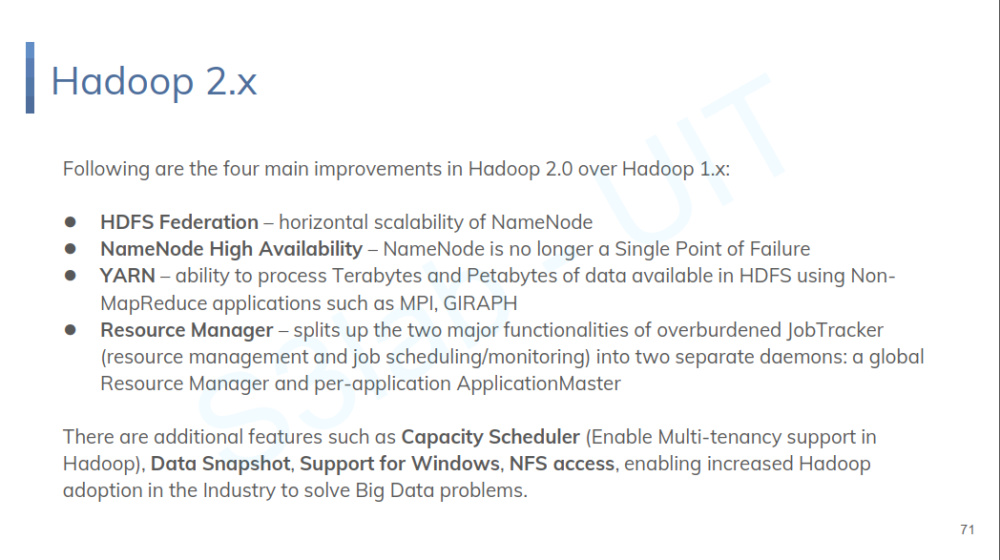 Hadoop 2.x
Following are the four main improvements in Hadoop 2.0 over Hadoop 1.x:
● HDFS Federation – horizontal scalability of NameNode
● NameNode High Availability – NameNode is no longer a Single Point of Failure
● YARN – ability to process Terabytes and Petabytes of data available in HDFS using Non-
MapReduce applications such as MPI, GIRAPH
● Resource Manager – splits up the two major functionalities of overburdened JobTracker
(resource management and job scheduling/monitoring) into two separate daemons: a global
Resource Manager and per-application ApplicationMaster
There are additional features such as Capacity Scheduler (Enable Multi-tenancy support in
Hadoop), Data Snapshot, Support for Windows, NFS access, enabling increased Hadoop
adoption in the Industry to solve Big Data problems.
71
S3lab - UIT